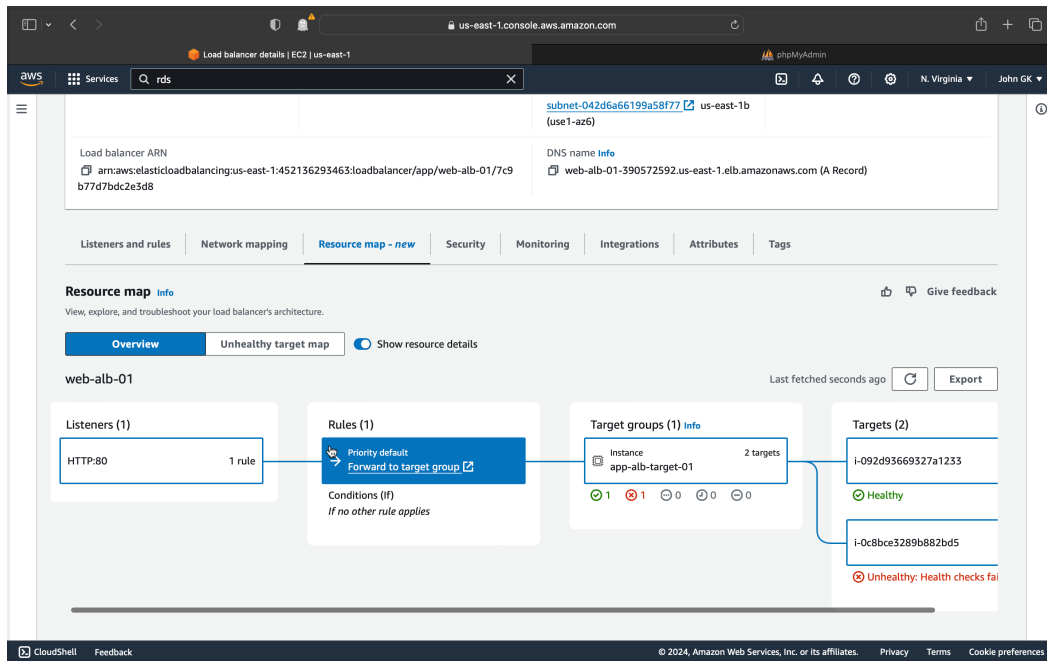 us-east-1.console.aws.amazon.com
Load balancer details | EC2 | us-east-1
phpMyAdmin
aws
Services
rds
N. Virginia
John GK
subnet-042d6a66199a58f77 us-east-1b
(use1-az6)
Load balancer ARN
arn:aws:elasticloadbalancing:us-east-1:452136293463:loadbalancer/app/web-alb-01/7c9
b77d7bdc2e3d8
DNS name Info
web-alb-01-390572592.us-east-1.elb.amazonaws.com (A Record)
Listeners and rules
Network mapping
Resource map - new
Security
Monitoring
Integrations
Attributes
Tags
Resource map Info
Give feedback
View, explore, and troubleshoot your load balancer's architecture.
Overview
Unhealthy target map
Show resource details
web-alb-01
Last fetched seconds ago
Export
Listeners (1)
HTTP:80
1 rule
Rules (1)
Priority default
Forward to target group
Conditions (If)
If no other rule applies
Target groups (1) Info
Instance
2 targets
app-alb-target-01
1 1 0 0 0
Targets (2)
i-092d93669327a1233
Healthy
i-0c8bce3289b882bd5
Unhealthy: Health checks fai
CloudShell
Feedback
© 2024, Amazon Web Services, Inc. or its affiliates.
Privacy
Terms
Cookie preferences